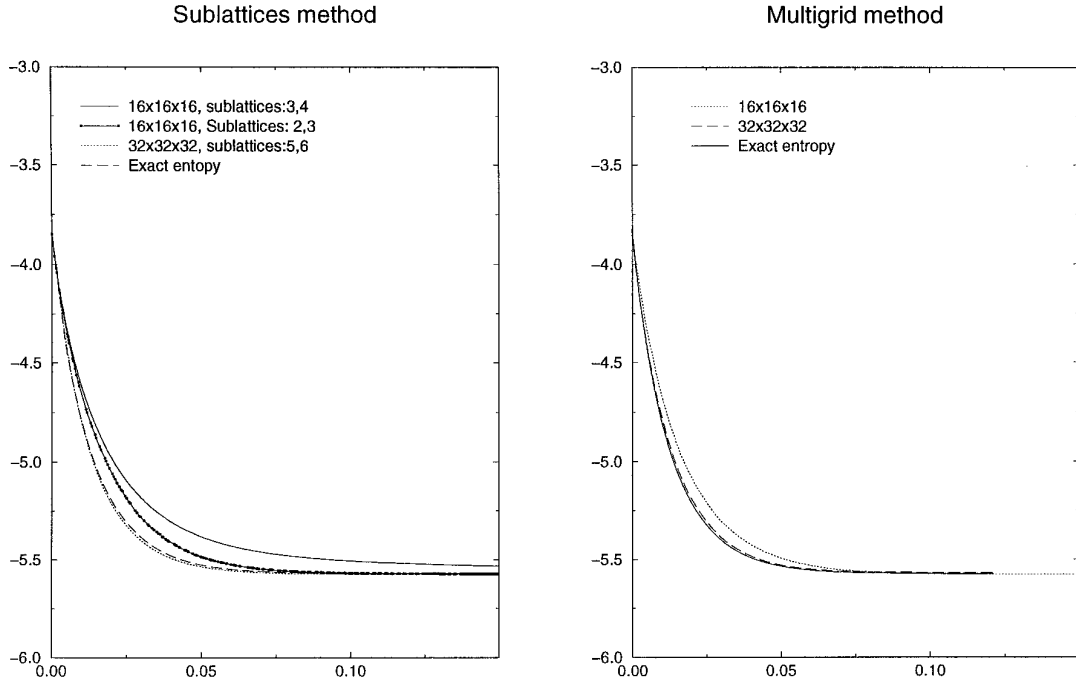 Sublattices method
−3.0
16x16x16, sublattices:3,4
16x16x16, Sublattices: 2,3
32x32x32, sublattices:5,6
Exact entopy
−3.5
−4.0
−4.5
−5.0
−5.5
−6.0
0.00
0.05
0.10
Multigrid method
−3.0
16x16x16
32x32x32
Exact entropy
−3.5
−4.0
−4.5
−5.0
−5.5
−6.0
0.00
0.05
0.10